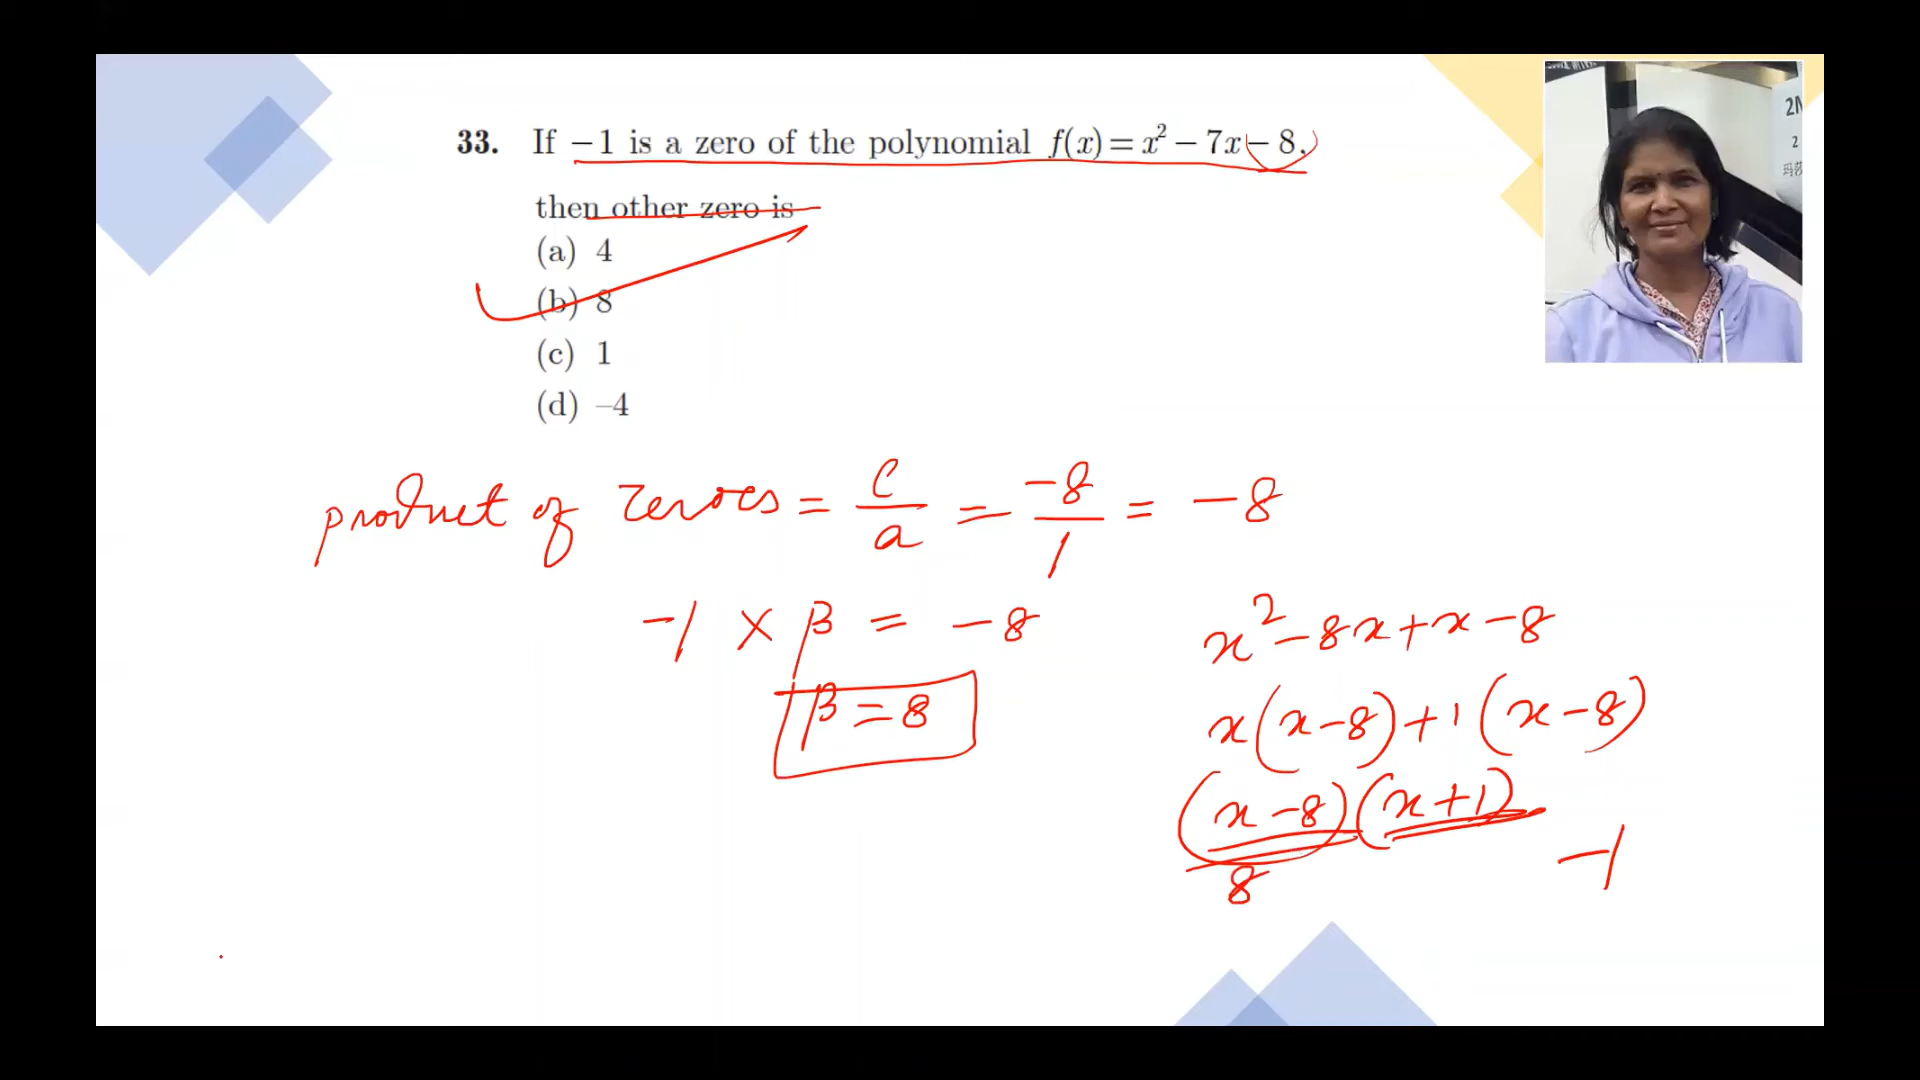 33. If −1 is a zero of the polynomial f(x) = x² − 7x − 8,
then other zero is
(a) 4
(b) 8
(c) 1
(d) –4
product of zeroes = c/a = −8/1 = −8
−1 × β = −8
β = 8
x² − 8x + x − 8
x(x−8) + 1(x−8)
(x−8)(x+1)
8 −1
2